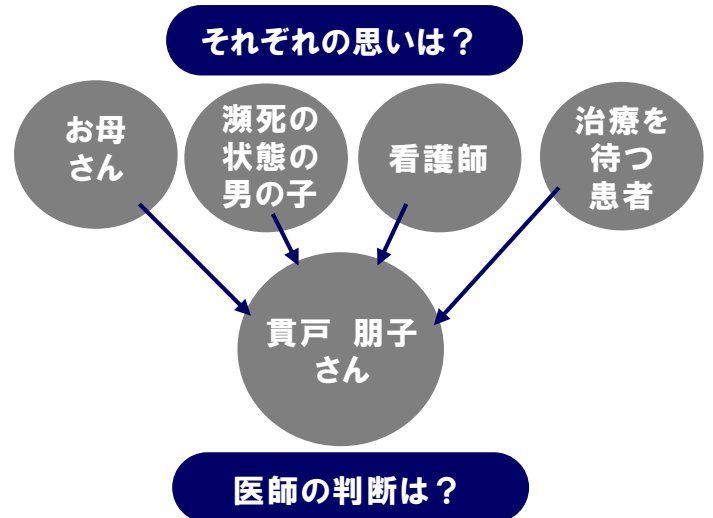 それぞれの思いは？
お母
さん
瀕死の
状態の
男の子
看護師
治療を
待つ
患者
貫戸　朋子
さん
医師の判断は？